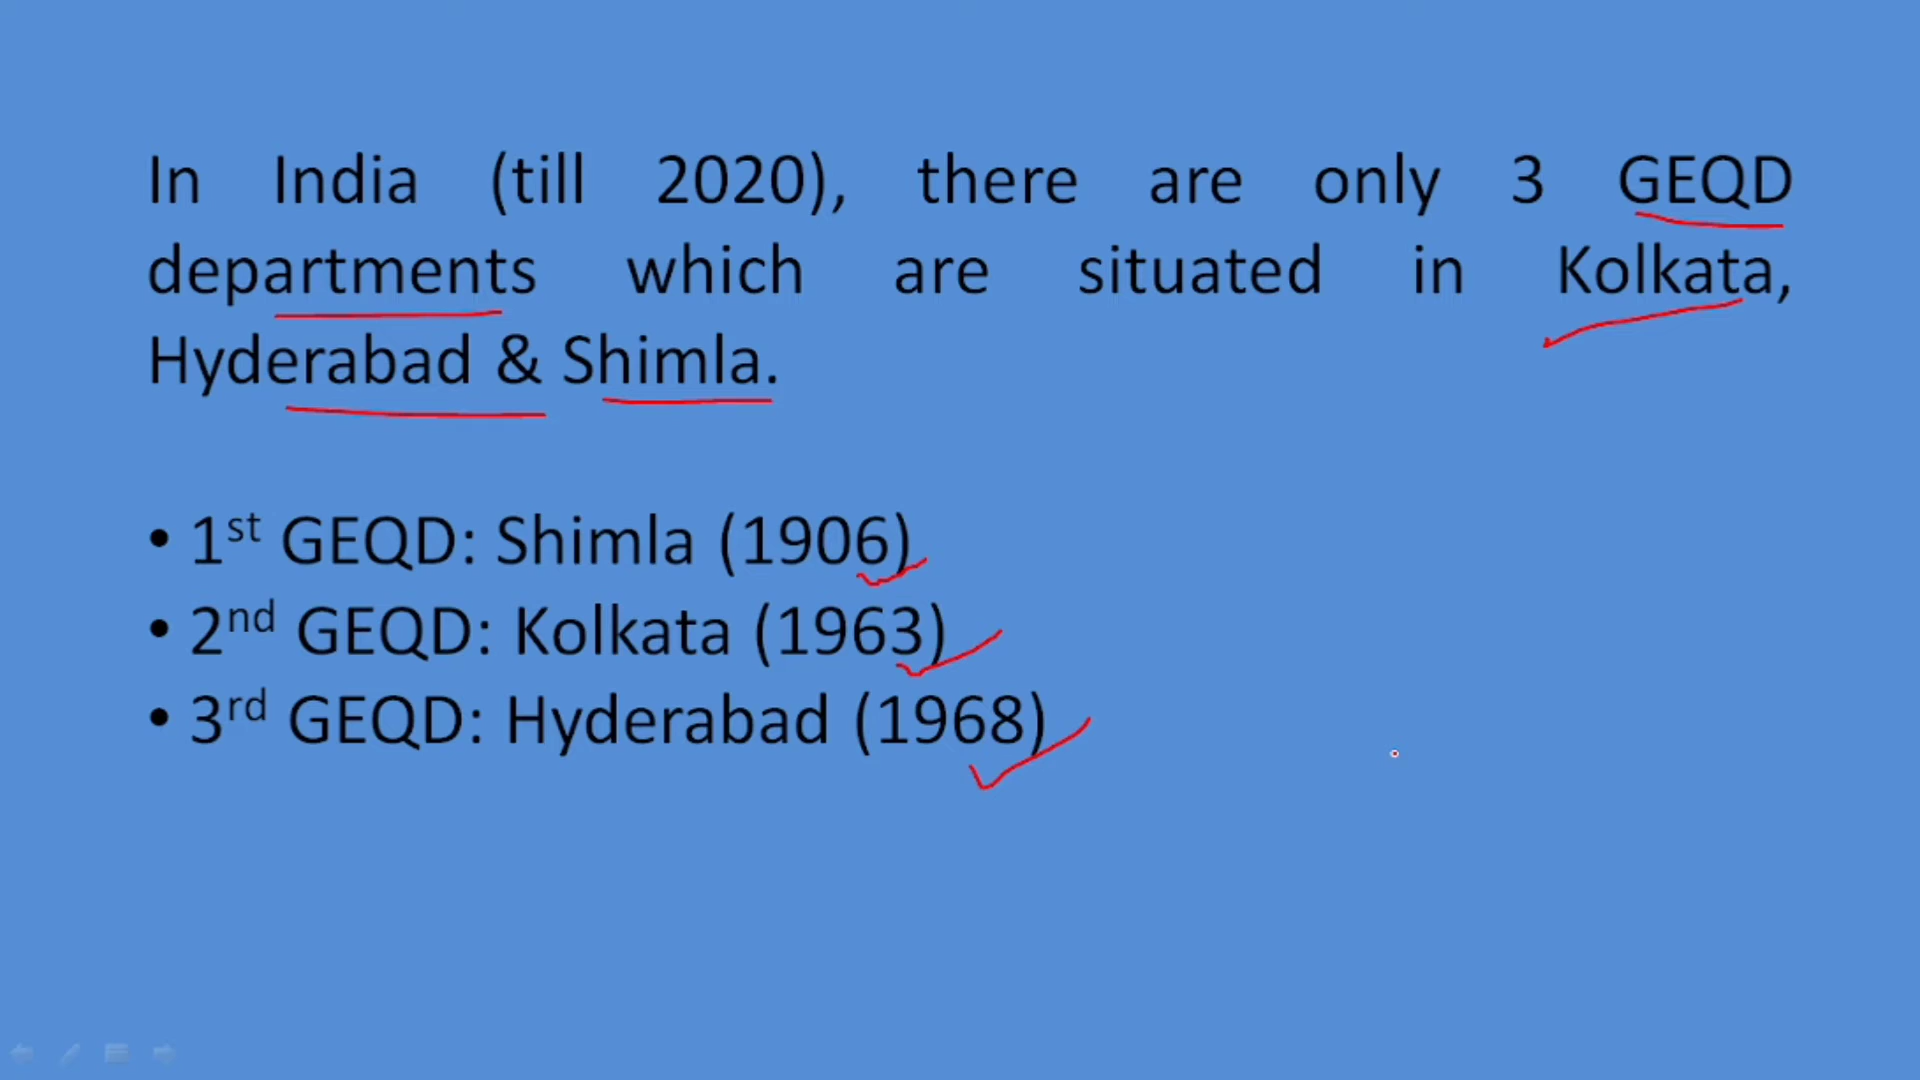 In India (till 2020), there are only 3 GEQD
departments which are situated in Kolkata,
Hyderabad & Shimla.
• 1st GEQD: Shimla (1906)
• 2nd GEQD: Kolkata (1963)
• 3rd GEQD: Hyderabad (1968)